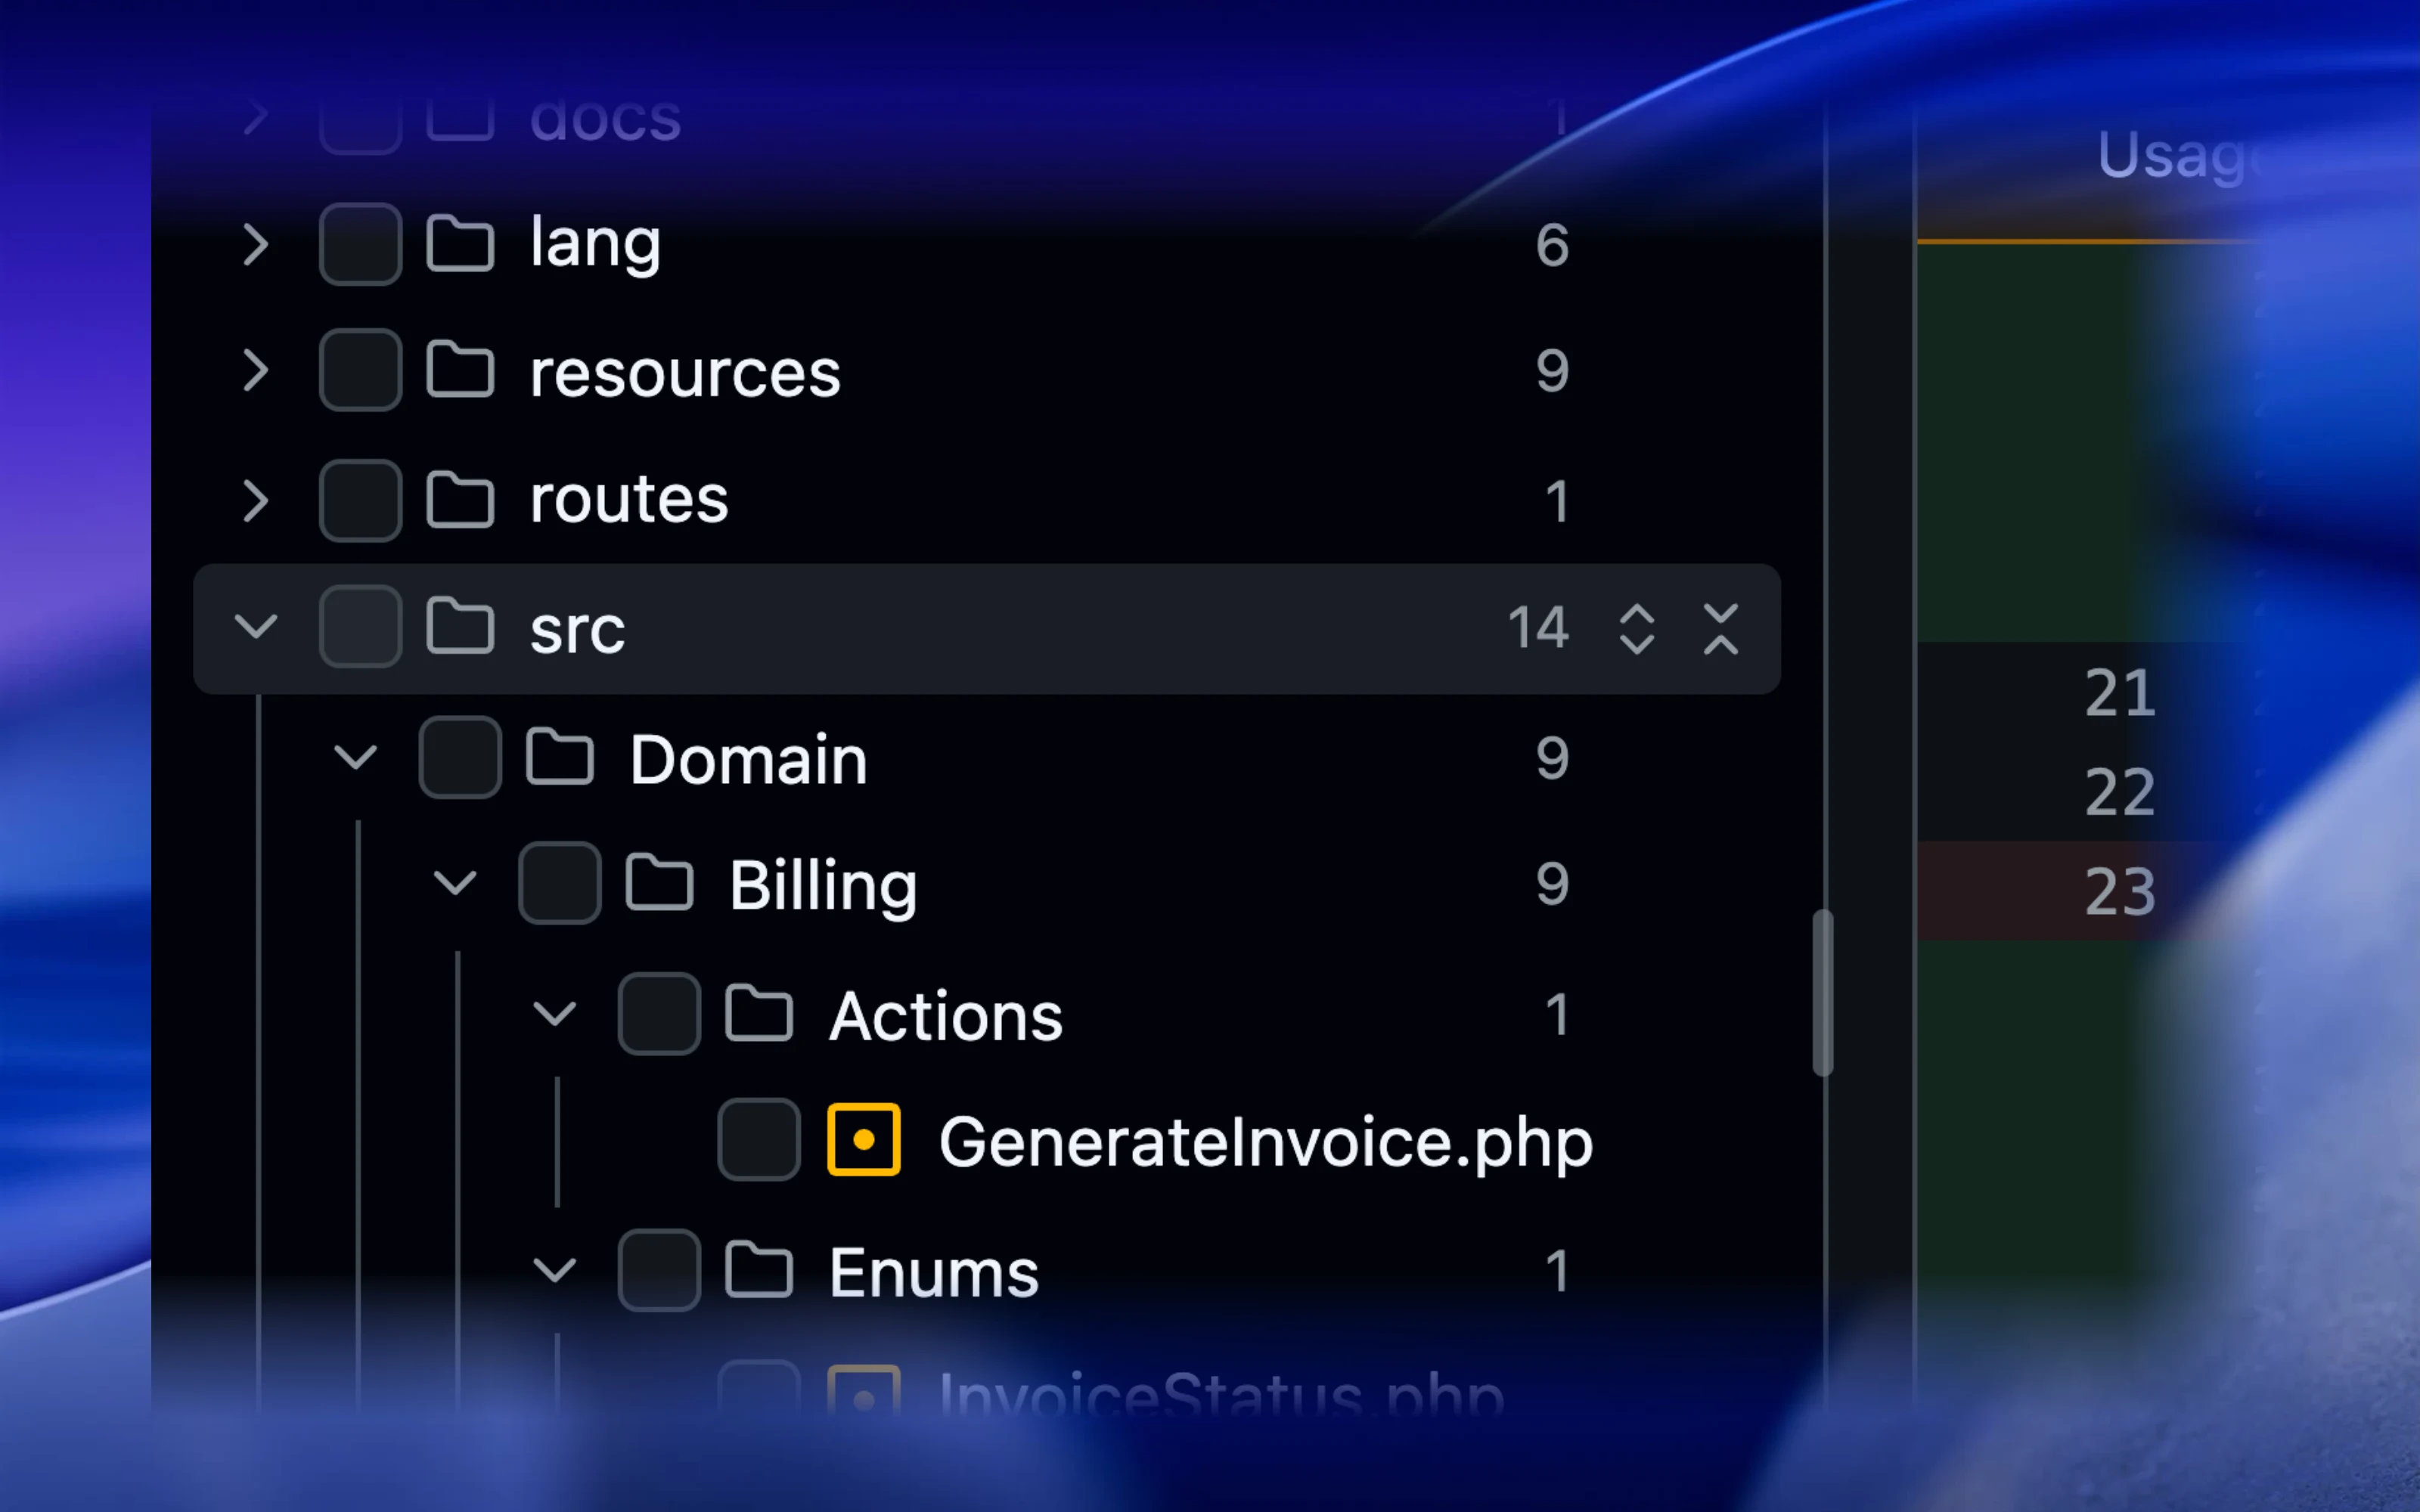 docs 1
lang 6
resources 9
routes 1
src 14
Domain 9
Billing 9
Actions 1
GenerateInvoice.php
Enums 1
InvoiceStatus.php
21
22
23